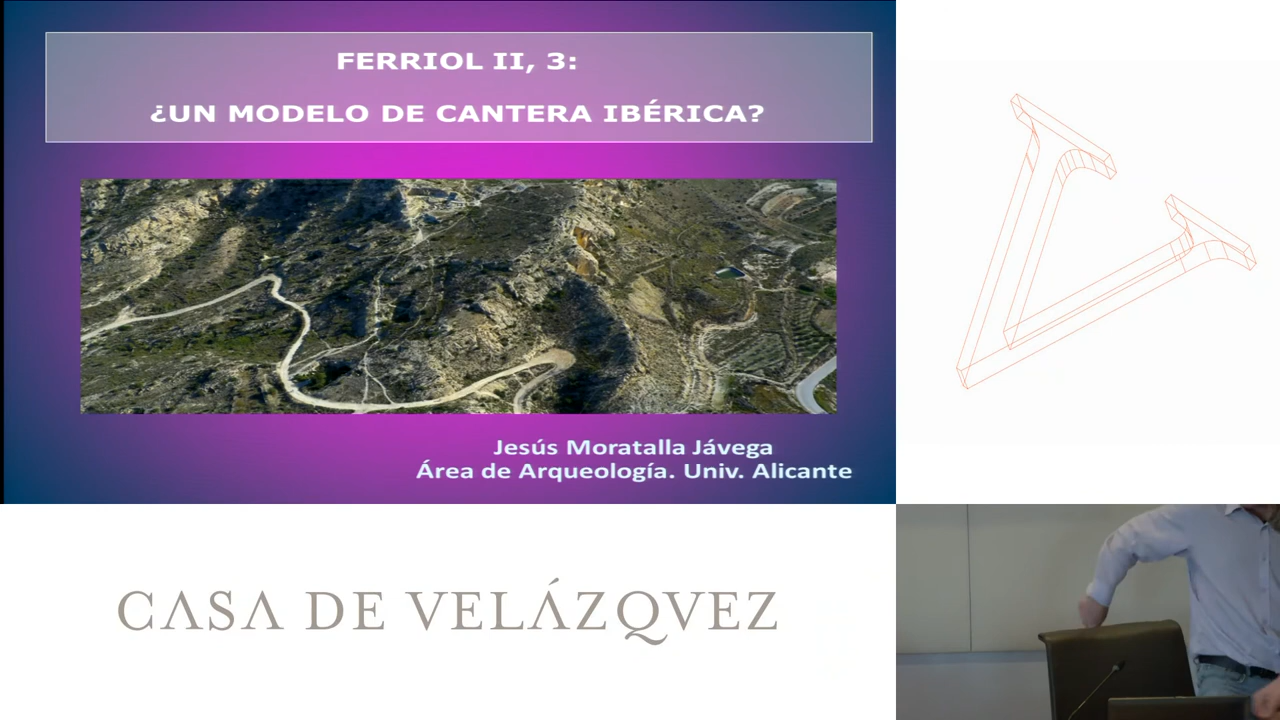 FERRIOL II, 3:
¿UN MODELO DE CANTERA IBÉRICA?
Jesús Moratalla Jávega
Área de Arqueología. Univ. Alicante
CASA DE VELÁZQVEZ